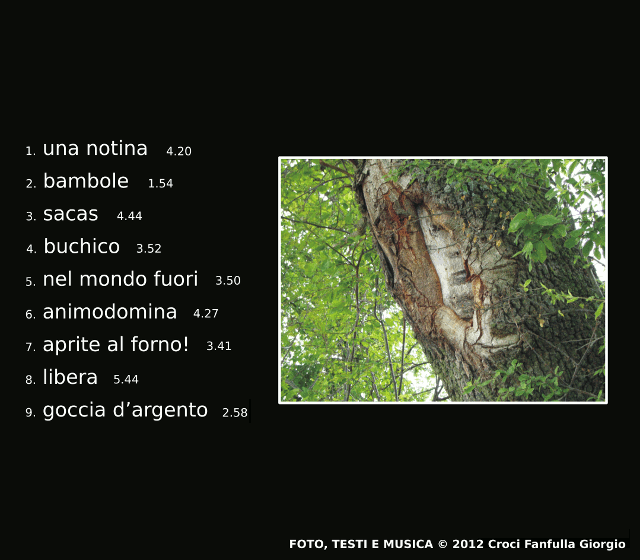 1. una notina 4.20
2. bambole 1.54
3. sacas 4.44
4. buchico 3.52
5. nel mondo fuori 3.50
6. animodomina 4.27
7. aprite al forno! 3.41
8. libera 5.44
9. goccia d’argento 2.58
FOTO, TESTI E MUSICA © 2012 Croci Fanfulla Giorgio